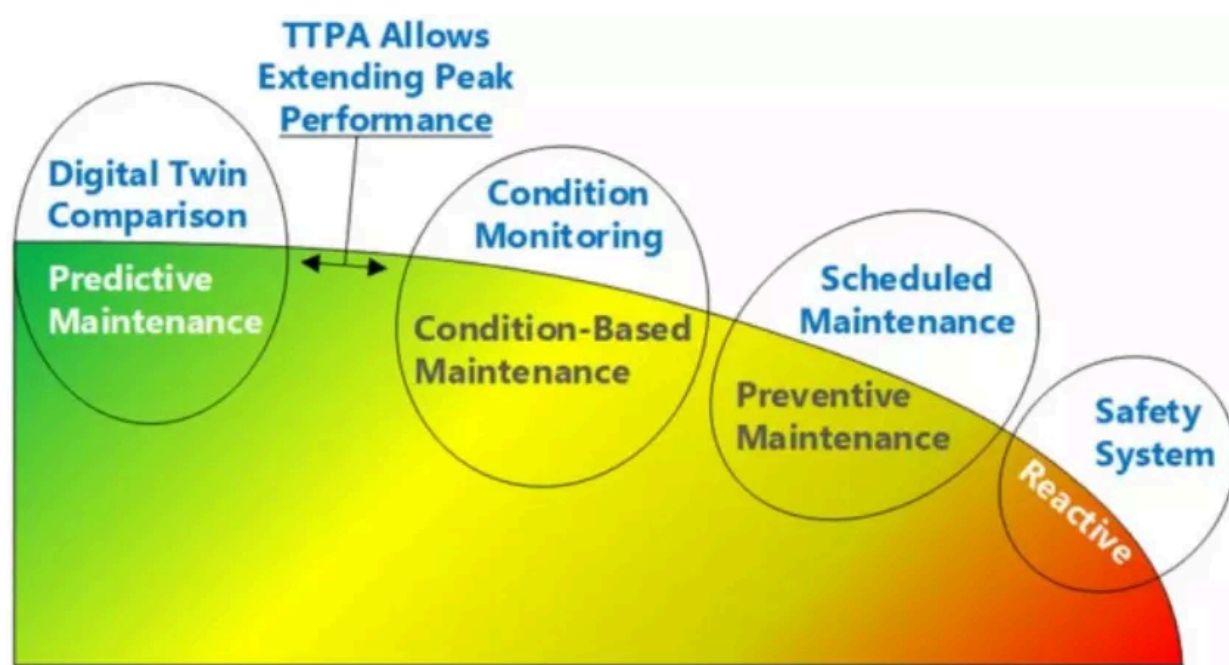 TTPA Allows
Extending Peak
Performance
Digital Twin
Comparison
Predictive
Maintenance
Condition
Monitoring
Condition-Based
Maintenance
Scheduled
Maintenance
Preventive
Maintenance
Safety
System
Reactive